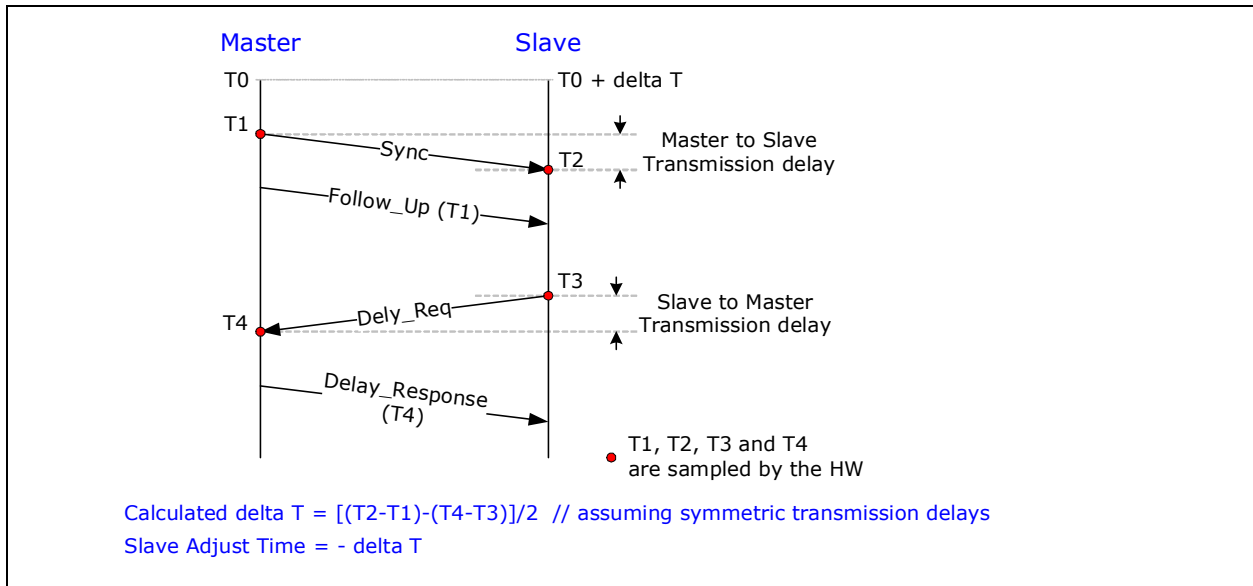 Master
Slave
T0
T0 + delta T
T1
Master to Slave
Transmission delay
Sync
T2
Follow_Up (T1)
T3
Slave to Master
Transmission delay
Dely_Req
T4
Delay_Response
(T4)
T1, T2, T3 and T4
are sampled by the HW
Calculated delta T = [(T2-T1)-(T4-T3)]/2  // assuming symmetric transmission delays
Slave Adjust Time = - delta T